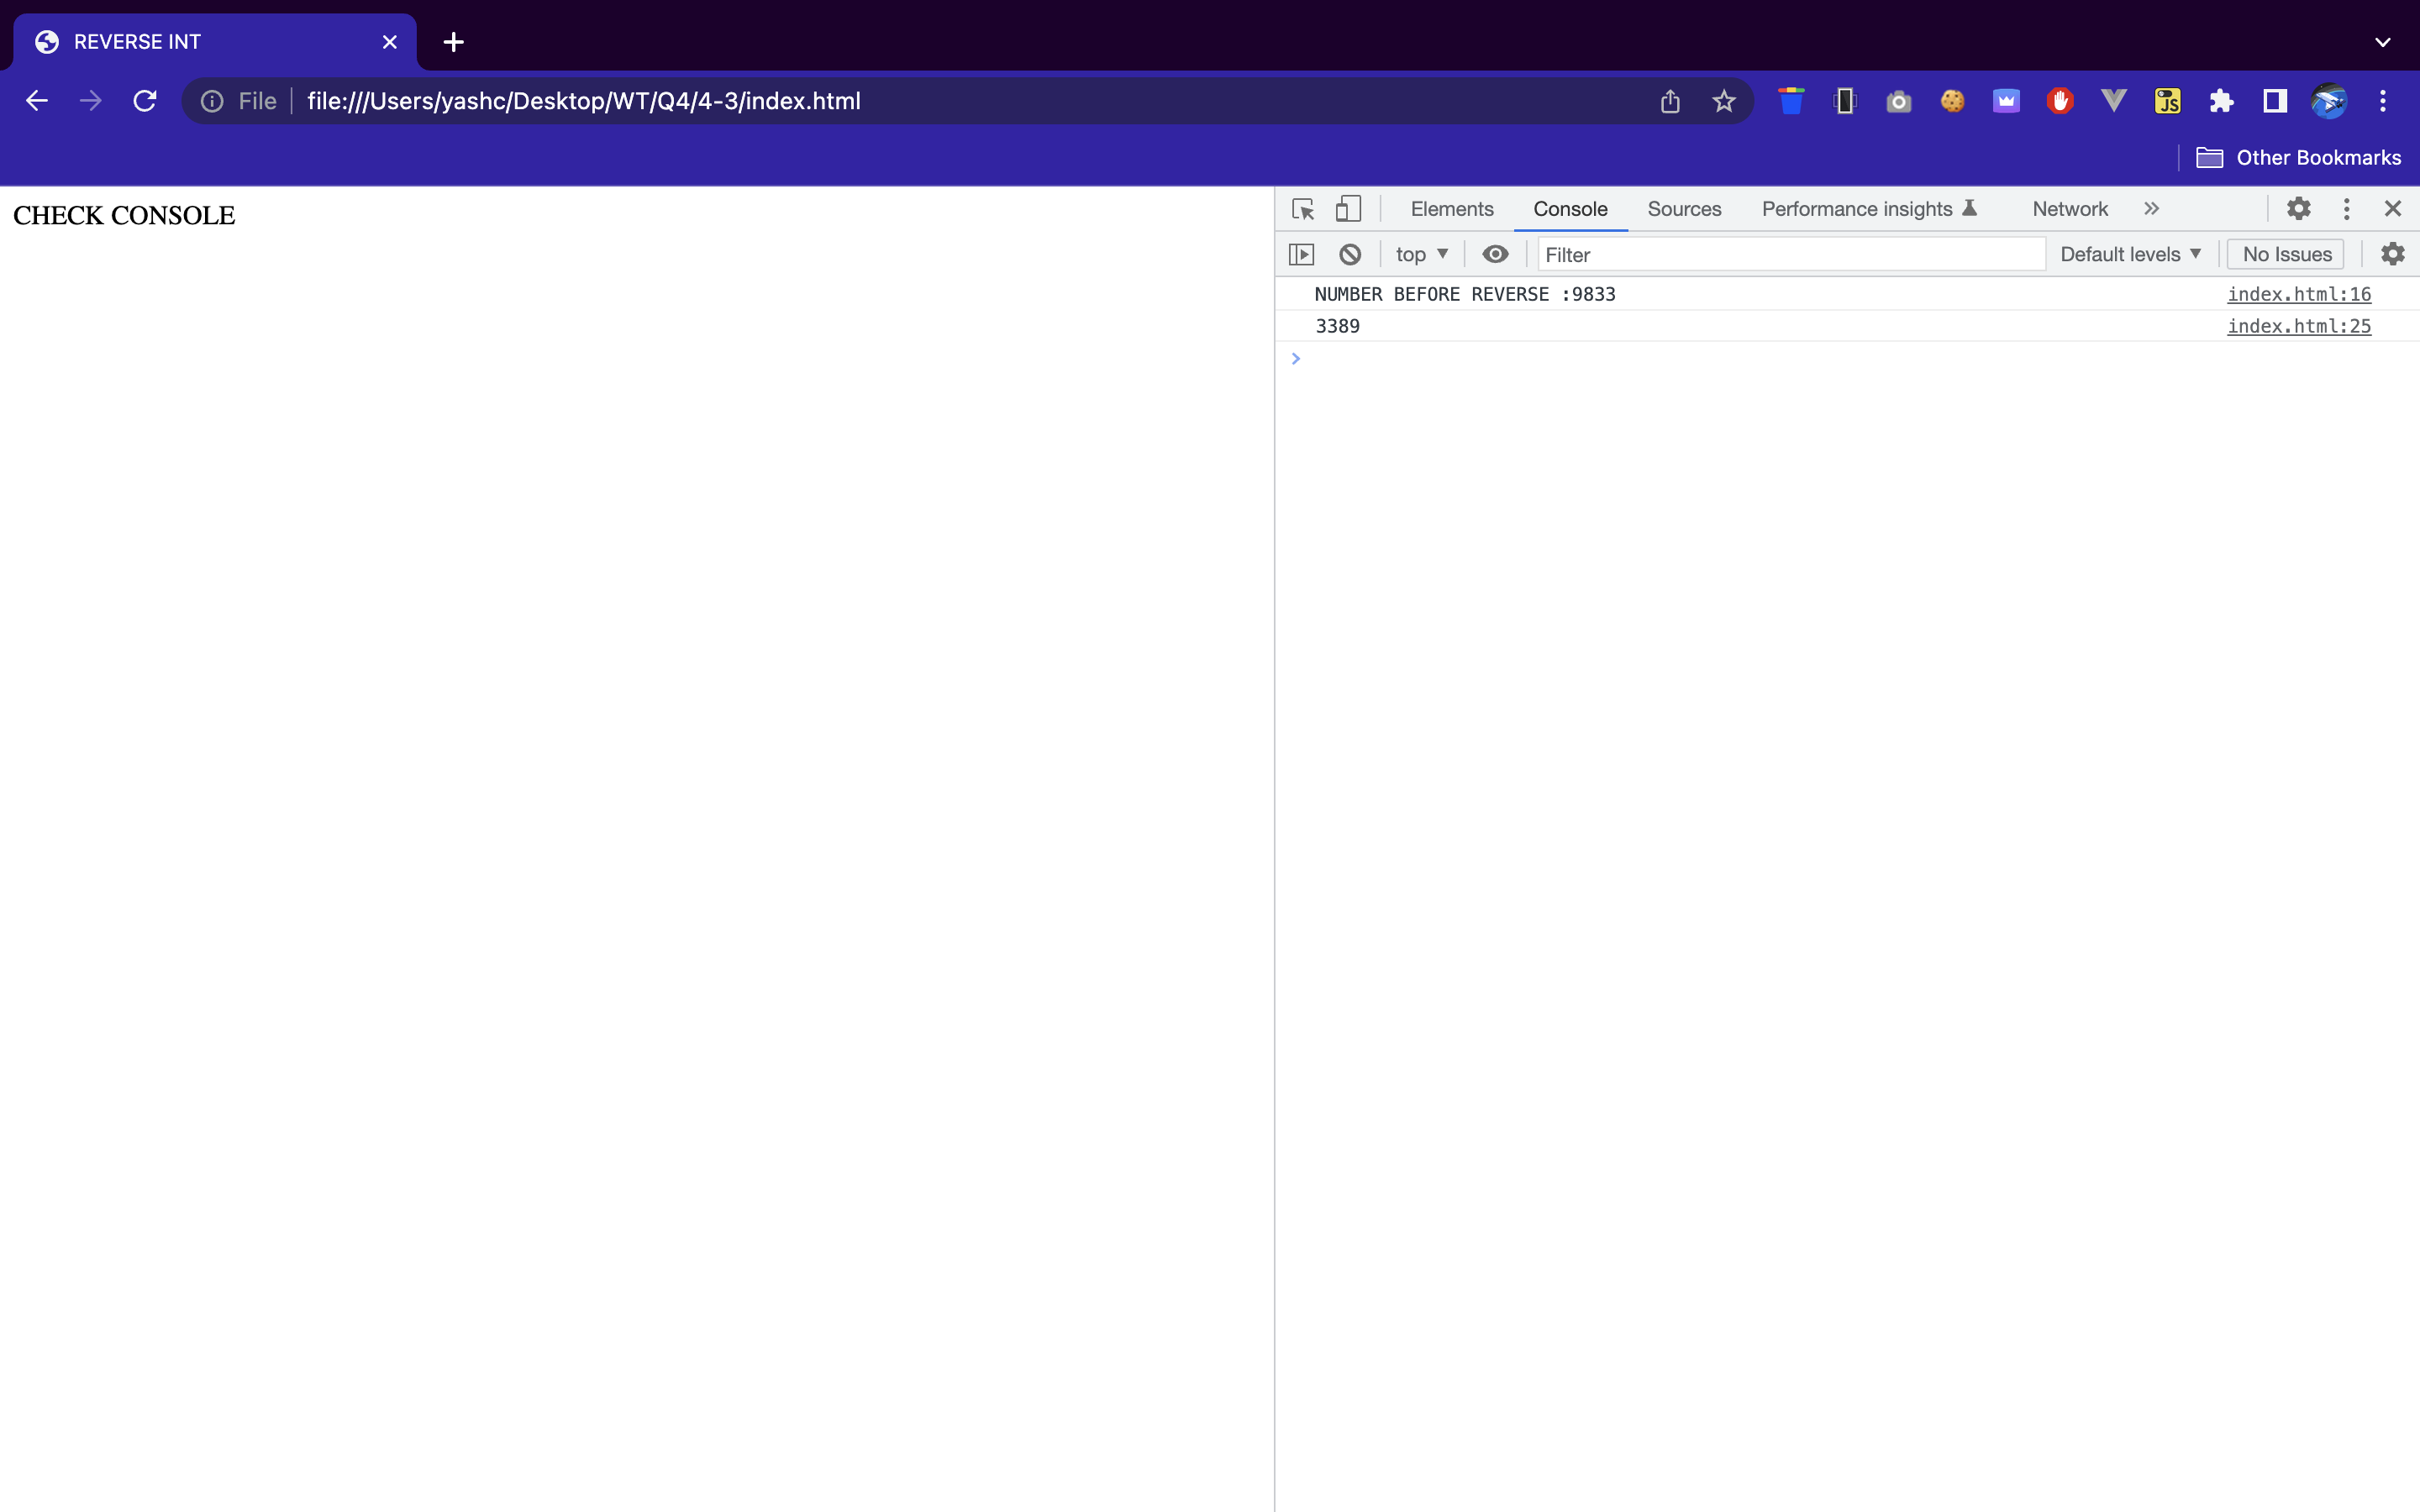 REVERSE INT
File
file:///Users/yashc/Desktop/WT/Q4/4-3/index.html
JS
Other Bookmarks
CHECK CONSOLE
Elements Console Sources Performance insights Network
top Filter Default levels No Issues
NUMBER BEFORE REVERSE :9833 index.html:16
3389 index.html:25